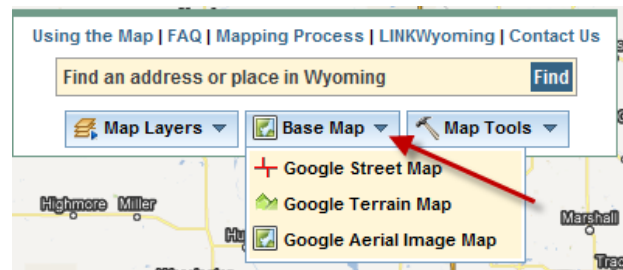 Using the Map | FAQ | Mapping Process | LINKWyoming | Contact Us
Find an address or place in Wyoming Find
Map Layers Base Map Map Tools
Google Street Map
Google Terrain Map
Highmore Miller
Marshall
Google Aerial Image Map